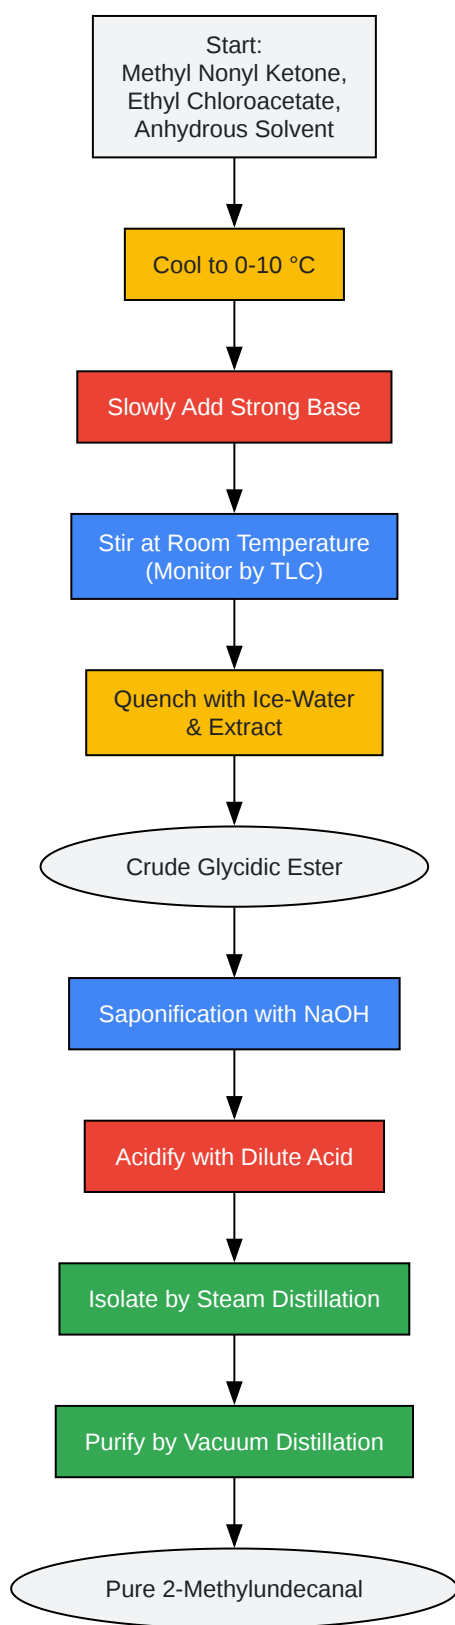 Start:
Methyl Nonyl Ketone,
Ethyl Chloroacetate,
Anhydrous Solvent
Cool to 0-10 °C
Slowly Add Strong Base
Stir at Room Temperature
(Monitor by TLC)
Quench with Ice-Water
& Extract
Crude Glycidic Ester
Saponification with NaOH
Acidify with Dilute Acid
Isolate by Steam Distillation
Purify by Vacuum Distillation
Pure 2-Methylundecanal